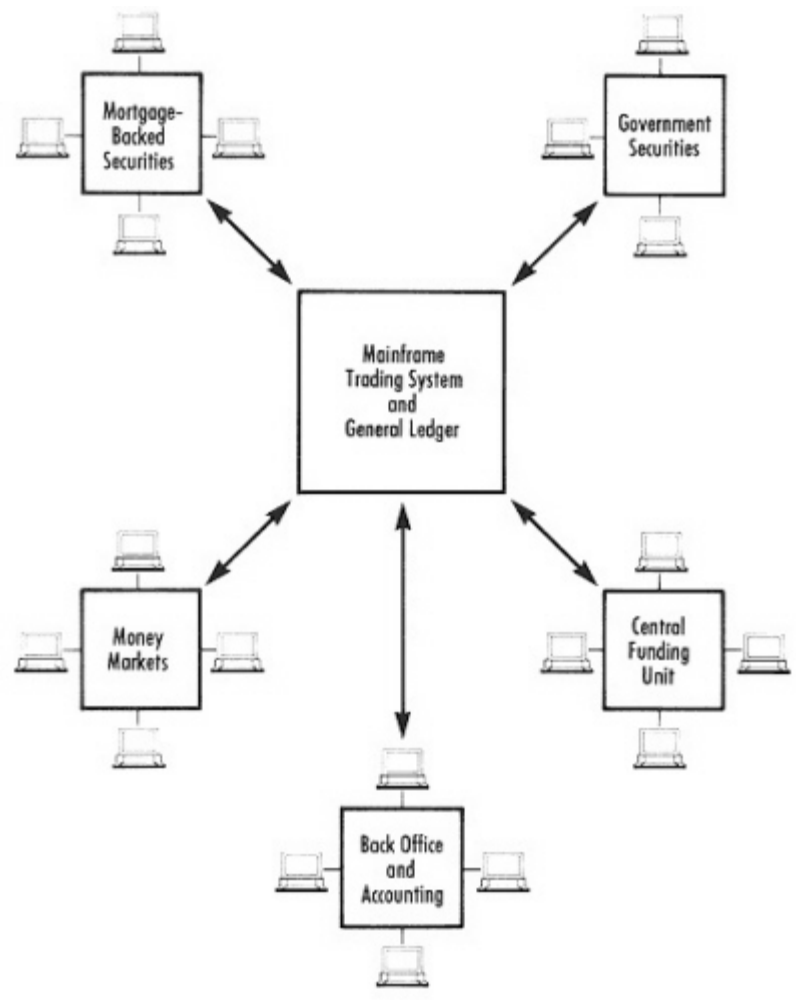 Mortgage-
Backed
Securities
Government
Securities
Mainframe
Trading System
and
General Ledger
Money
Markets
Central
Funding
Unit
Back Office
and
Accounting